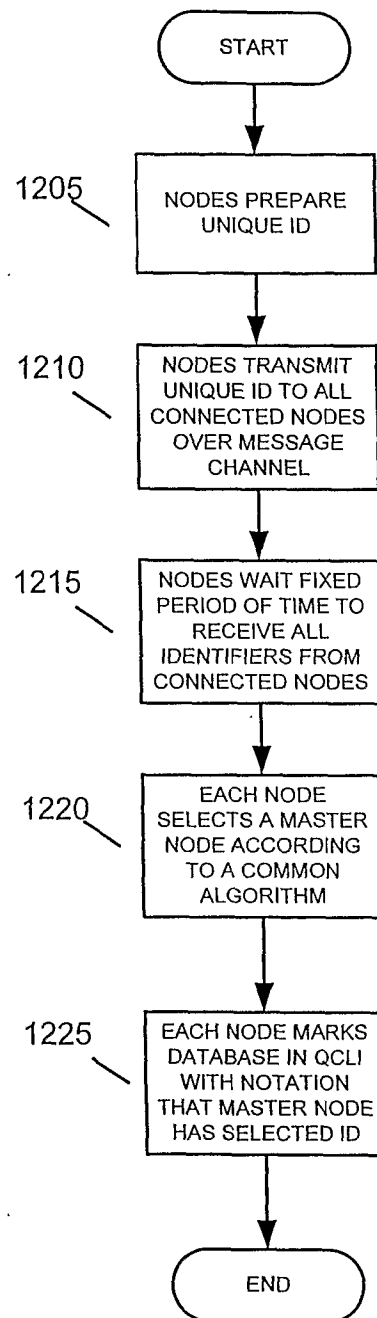 START
1205
NODES PREPARE
UNIQUE ID
1210
NODES TRANSMIT
UNIQUE ID TO ALL
CONNECTED NODES
OVER MESSAGE
CHANNEL
1215
NODES WAIT FIXED
PERIOD OF TIME TO
RECEIVE ALL
IDENTIFIERS FROM
CONNECTED NODES
1220
EACH NODE
SELECTS A MASTER
NODE ACCORDING
TO A COMMON
ALGORITHM
1225
EACH NODE MARKS
DATABASE IN QCLI
WITH NOTATION
THAT MASTER NODE
HAS SELECTED ID
END